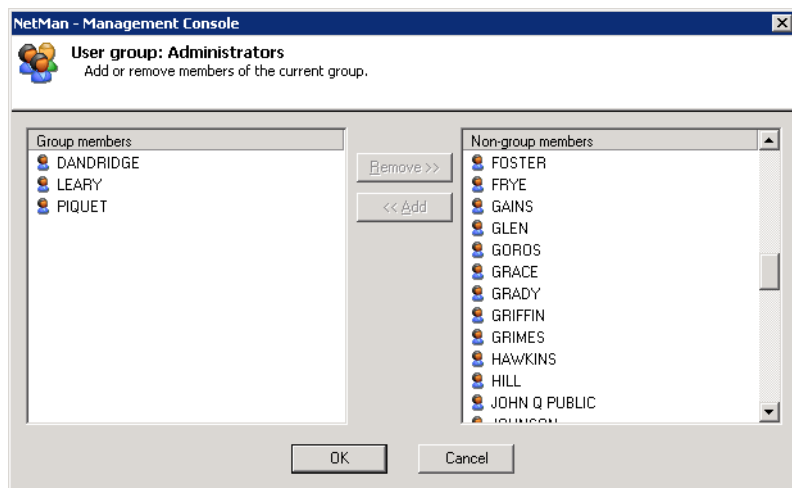 NetMan - Management Console
User group: Administrators
Add or remove members of the current group.
Group members
DANDRIDGE
LEARY
PIQUET
Remove >>
<< Add
Non-group members
FOSTER
FRYE
GAINS
GLEN
GOROS
GRACE
GRADY
GRIFFIN
GRIMES
HAWKINS
HILL
JOHN Q PUBLIC
OK
Cancel